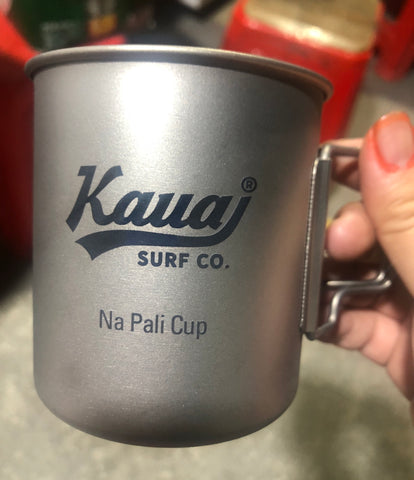 Kauai®
SURF CO.
Na Pali Cup